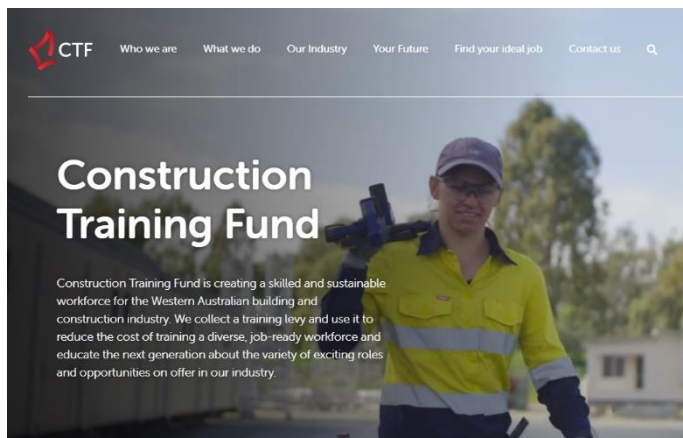 CTF
Who we are
What we do
Our Industry
Your Future
Find your ideal job
Contact us
Construction
Training Fund
Construction Training Fund is creating a skilled and sustainable
workforce for the Western Australian building and
construction industry. We collect a training levy and use it to
reduce the cost of training a diverse, job-ready workforce and
educate the next generation about the variety of exciting roles
and opportunities on offer in our industry.